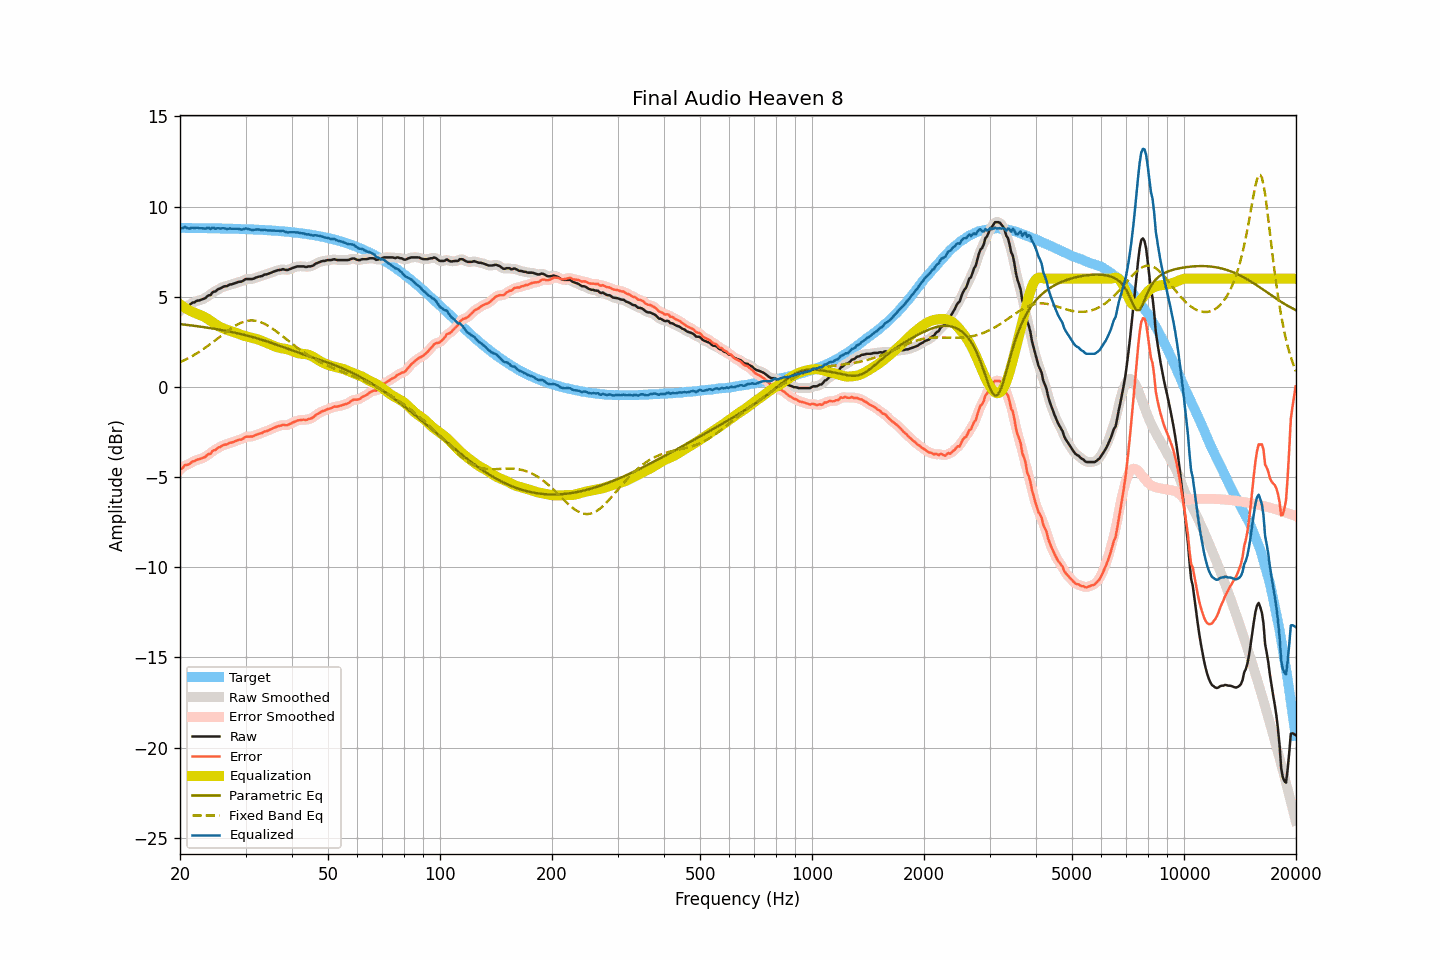 Final Audio Heaven 8
Amplitude (dBr)
15
10
5
0
−5
−10
−15
−20
−25
Target
Raw Smoothed
Error Smoothed
Raw
Error
Equalization
Parametric Eq
Fixed Band Eq
Equalized
20 50 100 200 500 1000 2000 5000 10000 20000
Frequency (Hz)